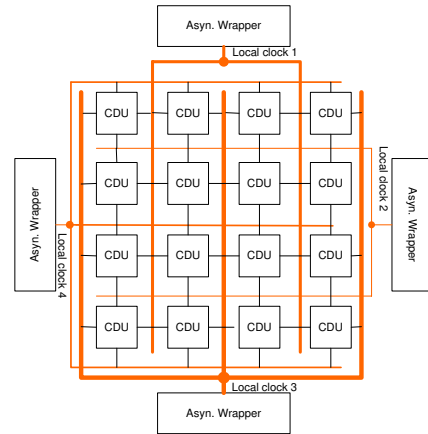 Asyn. Wrapper
Local clock 1
CDU CDU CDU CDU
CDU CDU CDU CDU
CDU CDU CDU CDU
CDU CDU CDU CDU
Asyn. Wrapper
Local clock 4
Local clock 2
Asyn. Wrapper
Local clock 3
Asyn. Wrapper